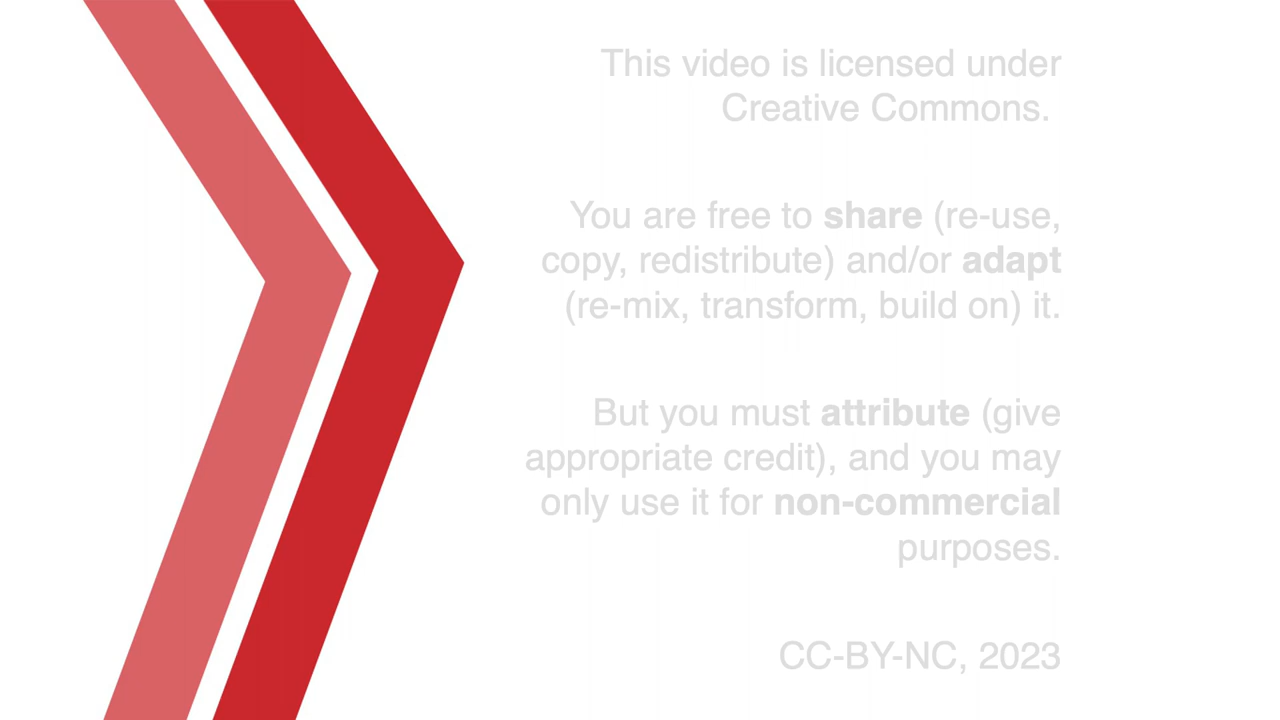 This video is licensed under
Creative Commons.
You are free to share (re-use,
copy, redistribute) and/or adapt
(re-mix, transform, build on) it.
But you must attribute (give
appropriate credit), and you may
only use it for non-commercial
purposes.
CC-BY-NC, 2023